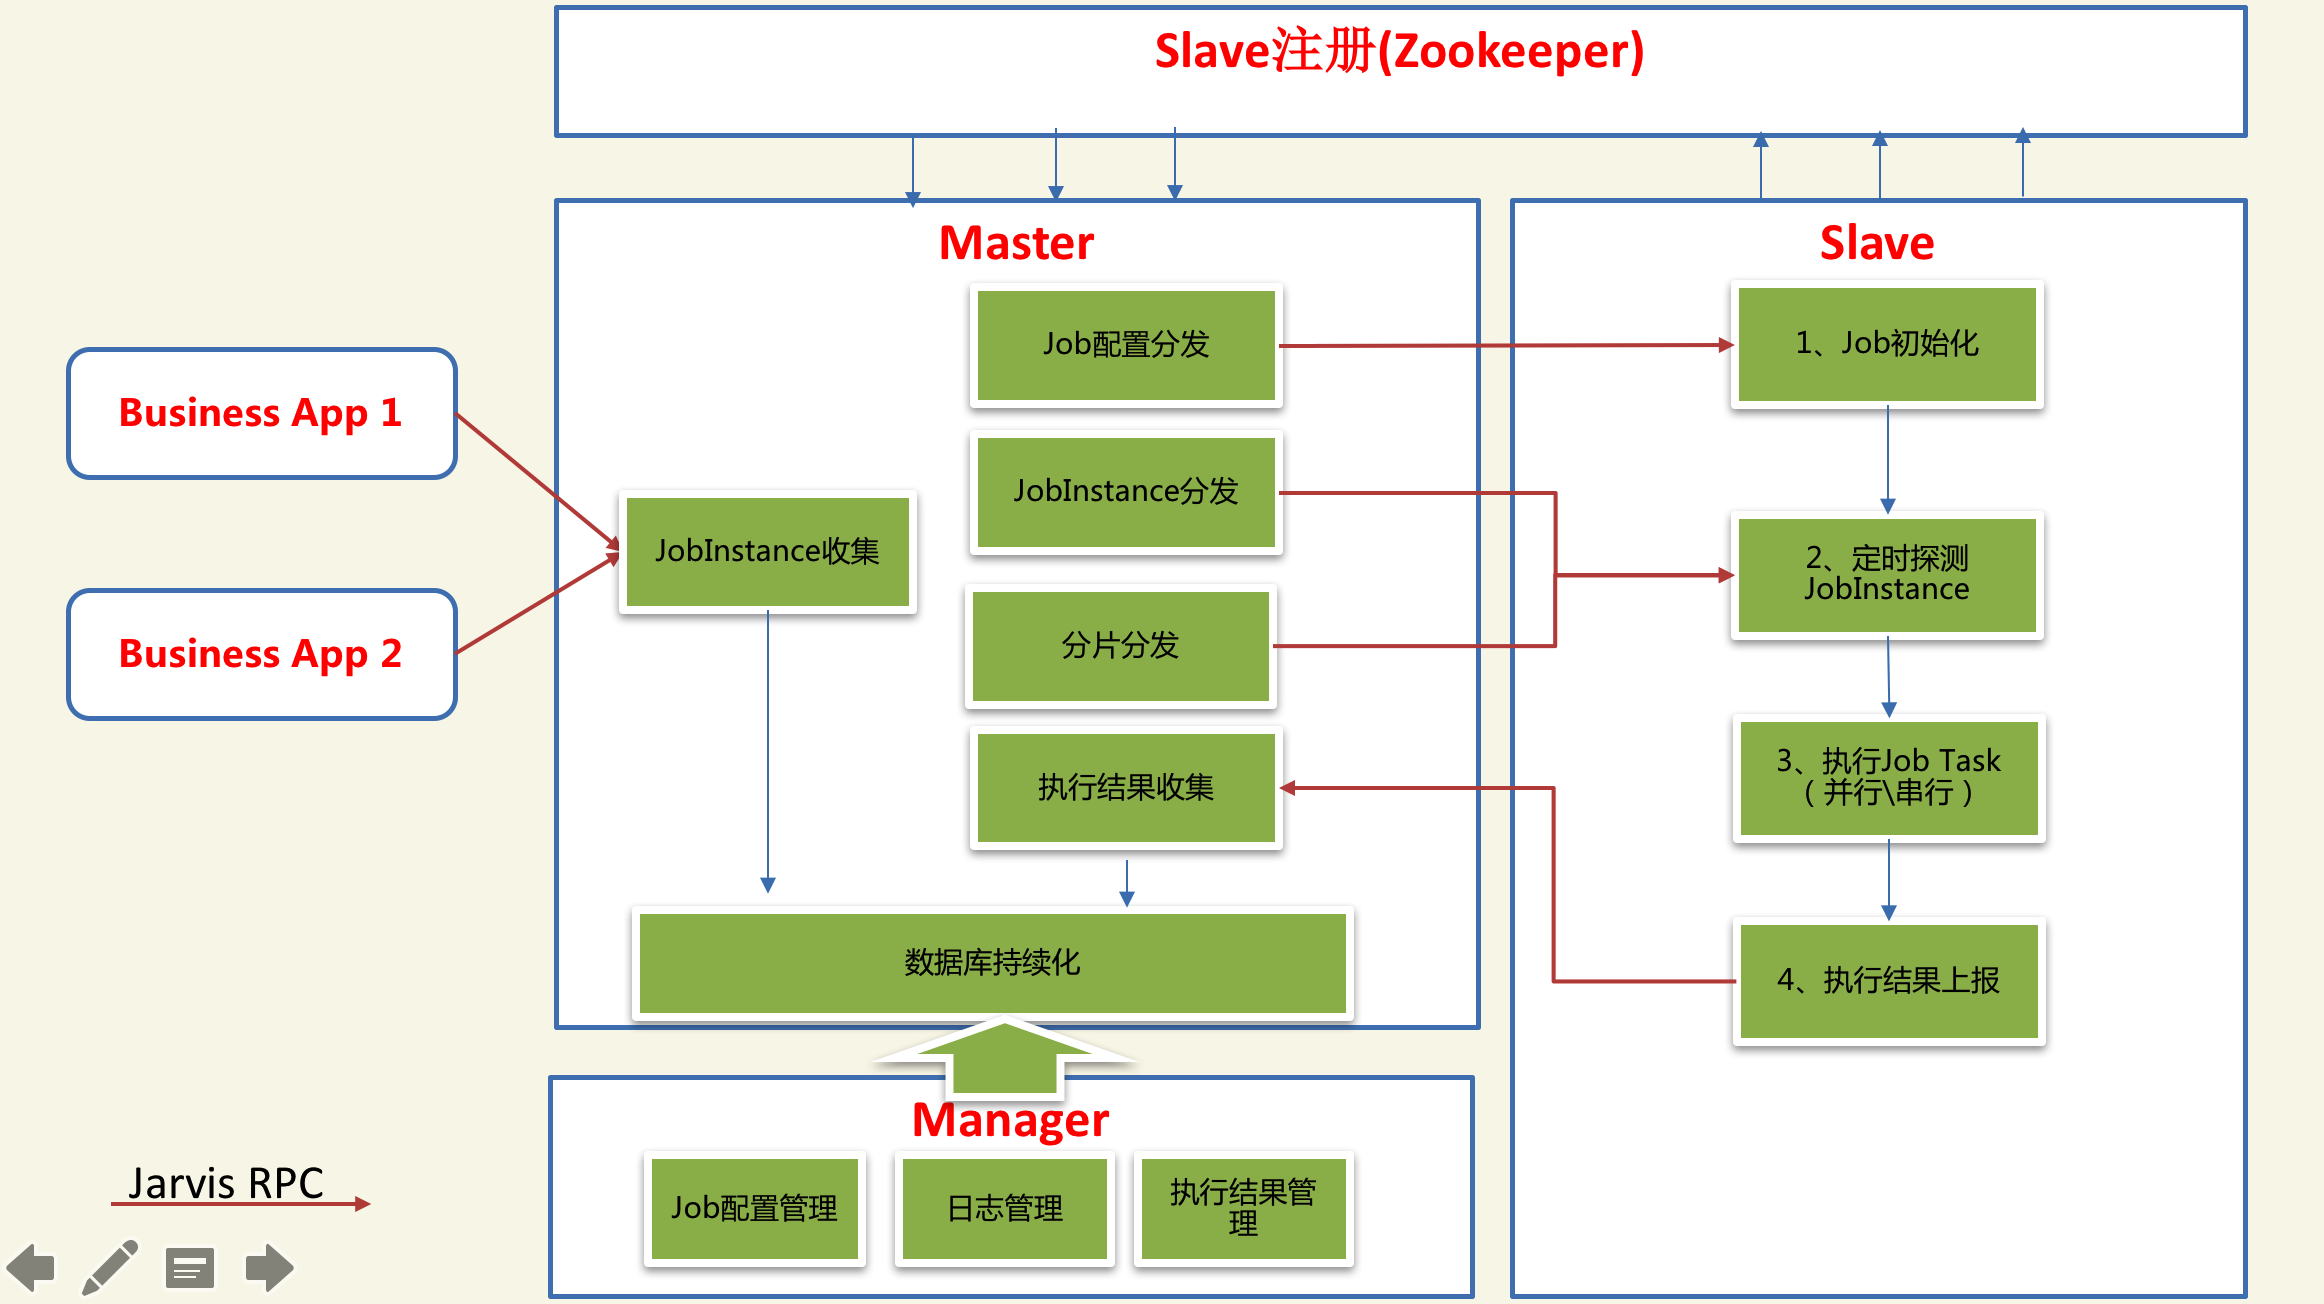 Slave注册(Zookeeper)
Master
Slave
Job配置分发
1、Job初始化
Business App 1
JobInstance分发
JobInstance收集
2、定时探测
JobInstance
Business App 2
分片分发
3、执行Job Task
（并行\串行）
执行结果收集
数据库持续化
4、执行结果上报
Manager
Jarvis RPC
Job配置管理
日志管理
执行结果管
理